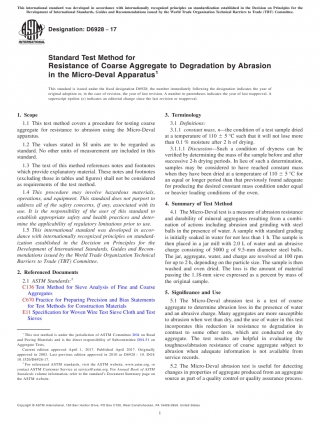 This international standard was developed in accordance with internationally recognized principles on standardization established in the Decision on Principles for the
Development of International Standards, Guides and Recommendations issued by the World Trade Organization Technical Barriers to Trade (TBT) Committee.
Designation: D6928 − 17
Standard Test Method for
Resistance of Coarse Aggregate to Degradation by Abrasion
in the Micro-Deval Apparatus¹
This standard is issued under the fixed designation D6928; the number immediately following the designation indicates the year of
original adoption or, in the case of revision, the year of last revision. A number in parentheses indicates the year of last reapproval. A
superscript epsilon (ε) indicates an editorial change since the last revision or reapproval.
1. Scope
1.1 This test method covers a procedure for testing coarse
aggregate for resistance to abrasion using the Micro-Deval
apparatus.
1.2 The values stated in SI units are to be regarded as
standard. No other units of measurement are included in this
standard.
1.3 The text of this method references notes and footnotes
which provide explanatory material. These notes and footnotes
(excluding those in tables and figures) shall not be considered
as requirements of the test method.
1.4 This procedure may involve hazardous materials,
operations, and equipment. This standard does not purport to
address all of the safety concerns, if any, associated with its
use. It is the responsibility of the user of this standard to
establish appropriate safety and health practices and deter-
mine the applicability of regulatory limitations prior to use.
1.5 This international standard was developed in accor-
dance with internationally recognized principles on standard-
ization established in the Decision on Principles for the
Development of International Standards, Guides and Recom-
mendations issued by the World Trade Organization Technical
Barriers to Trade (TBT) Committee.
2. Referenced Documents
2.1 ASTM Standards:²
C136 Test Method for Sieve Analysis of Fine and Coarse
Aggregates
C670 Practice for Preparing Precision and Bias Statements
for Test Methods for Construction Materials
E11 Specification for Woven Wire Test Sieve Cloth and Test
Sieves
¹ This test method is under the jurisdiction of ASTM Committee D04 on Road
and Paving Materials and is the direct responsibility of Subcommittee D04.51 on
Aggregate Tests.
Current edition approved April 1, 2017. Published April 2017. Originally
approved in 2003. Last previous edition approved in 2010 as D6928 – 10. DOI:
10.1520/D6928-17.
² For referenced ASTM standards, visit the ASTM website, www.astm.org, or
contact ASTM Customer Service at service@astm.org. For Annual Book of ASTM
Standards volume information, refer to the standard's Document Summary page on
the ASTM website.
3. Terminology
3.1 Definitions:
3.1.1 constant mass, n—the condition of a test sample dried
at a temperature of 110 ± 5 °C such that it will not lose more
than 0.1 % moisture after 2 h of drying.
3.1.1.1 Discussion—Such a condition of dryness can be
verified by determining the mass of the sample before and after
successive 2-h drying periods. In lieu of such a determination,
samples may be considered to have reached constant mass
when they have been dried at a temperature of 110 ± 5 °C for
an equal or longer period than that previously found adequate
for producing the desired constant mass condition under equal
or heavier loading conditions of the oven.
4. Summary of Test Method
4.1 The Micro-Deval test is a measure of abrasion resistance
and durability of mineral aggregates resulting from a combi-
nation of actions including abrasion and grinding with steel
balls in the presence of water. A sample with standard grading
is initially soaked in water for not less than 1 h. The sample is
then placed in a jar mill with 2.0 L of water and an abrasive
charge consisting of 5000 g of 9.5-mm diameter steel balls.
The jar, aggregate, water, and charge are revolved at 100 rpm
for up to 2 h, depending on the particle size. The sample is then
washed and oven dried. The loss is the amount of material
passing the 1.18-mm sieve expressed as a percent by mass of
the original sample.
5. Significance and Use
5.1 The Micro-Deval abrasion test is a test of coarse
aggregate to determine abrasion loss in the presence of water
and an abrasive charge. Many aggregates are more susceptible
to abrasion when wet than dry, and the use of water in this test
incorporates this reduction in resistance to degradation in
contrast to some other tests, which are conducted on dry
aggregate. The test results are helpful in evaluating the
toughness/abrasion resistance of coarse aggregate subject to
abrasion when adequate information is not available from
service records.
5.2 The Micro-Deval abrasion test is useful for detecting
changes in properties of aggregate produced from an aggregate
source as part of a quality control or quality assurance process.
Copyright © ASTM International, 100 Barr Harbor Drive, PO Box C700, West Conshohocken, PA 19428-2959. United States
1